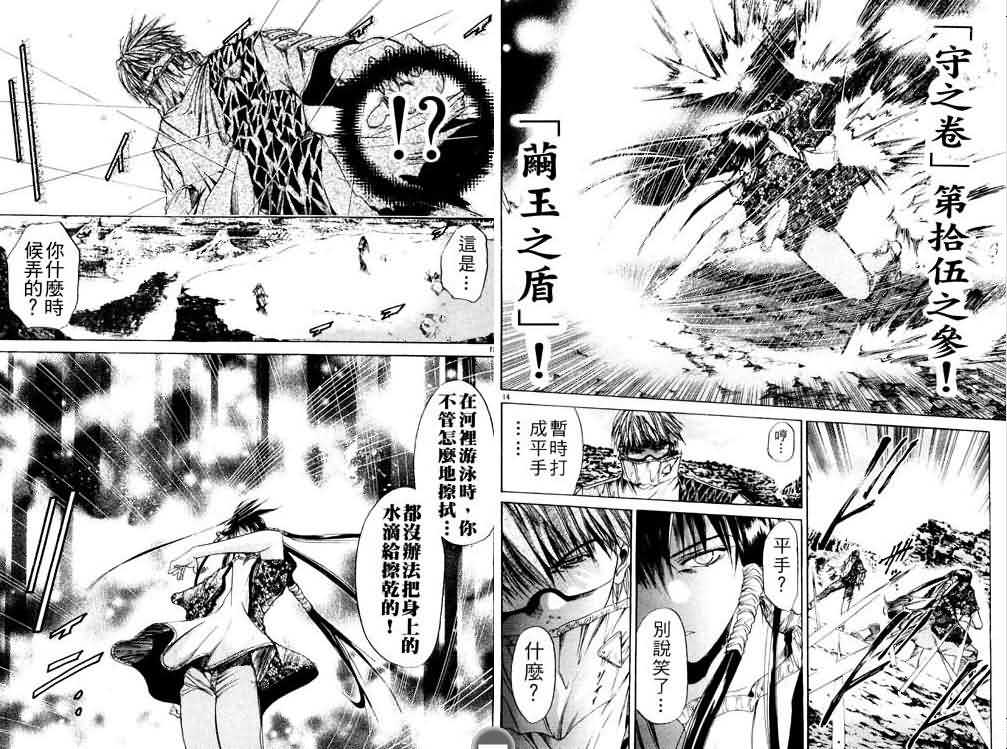 「守之卷」第拾伍之參！
「繭玉之盾」！
14
哼…
暫時打
成平手
……
平手？
別說笑
了…
什麼？
！？
這是…
你什麼時
候弄的？
在河裡游泳時，你
不管怎麼地擦拭…
都沒辦法把身上的
水滴給擦乾的！